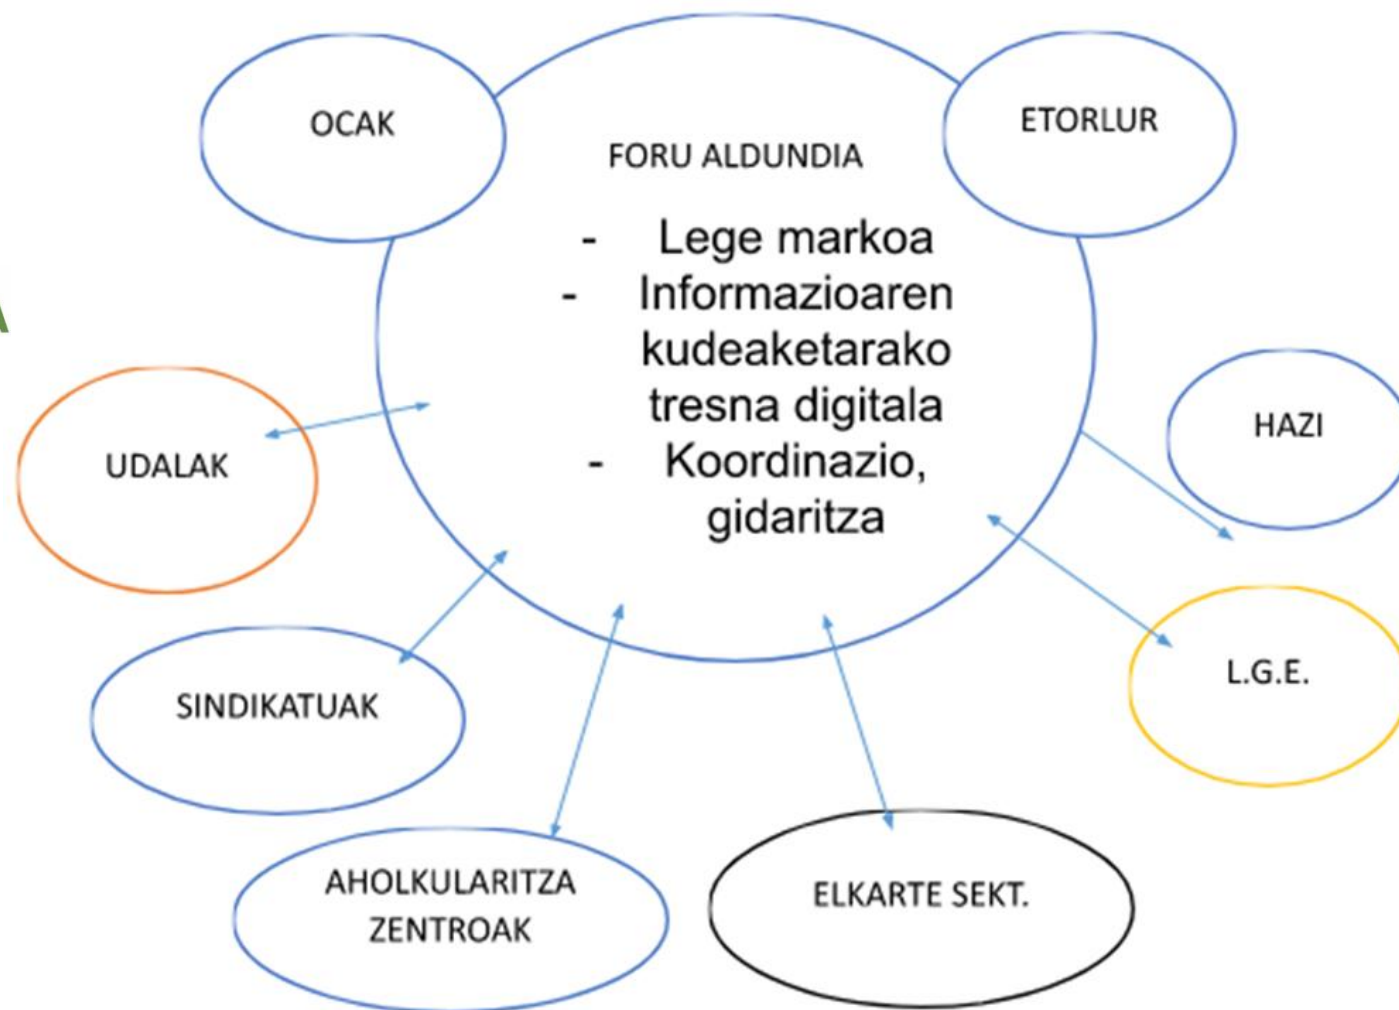 OCAK
ETORLUR
FORU ALDUNDIA
- Lege markoa
- Informazioaren
kudeaketarako
tresna digitala
- Koordinazio,
gidaritza
HAZI
UDALAK
L.G.E.
SINDIKATUAK
AHOLKULARITZA
ZENTROAK
ELKARTE SEKT.